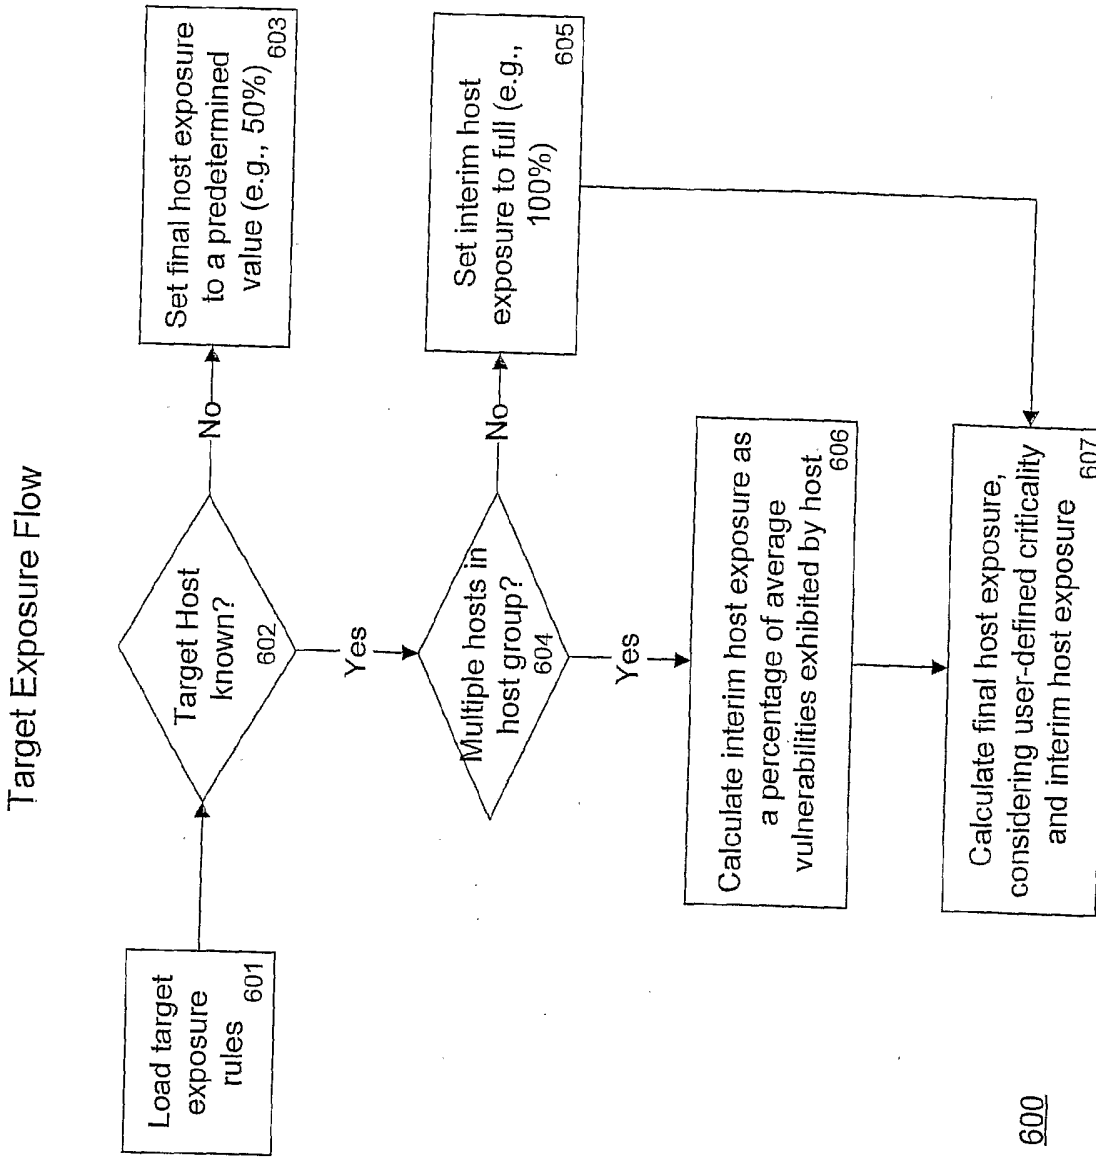 Target Exposure Flow
Load target
exposure
rules
601
Target Host
known?
602
No
Set final host exposure
to a predetermined
value (e.g., 50%)
603
Yes
Multiple hosts in
host group?
604
No
Set interim host
exposure to full (e.g.,
100%)
605
Yes
Calculate interim host exposure as
a percentage of average
vulnerabilities exhibited by host
606
Calculate final host exposure,
considering user-defined criticality
and interim host exposure
607
600